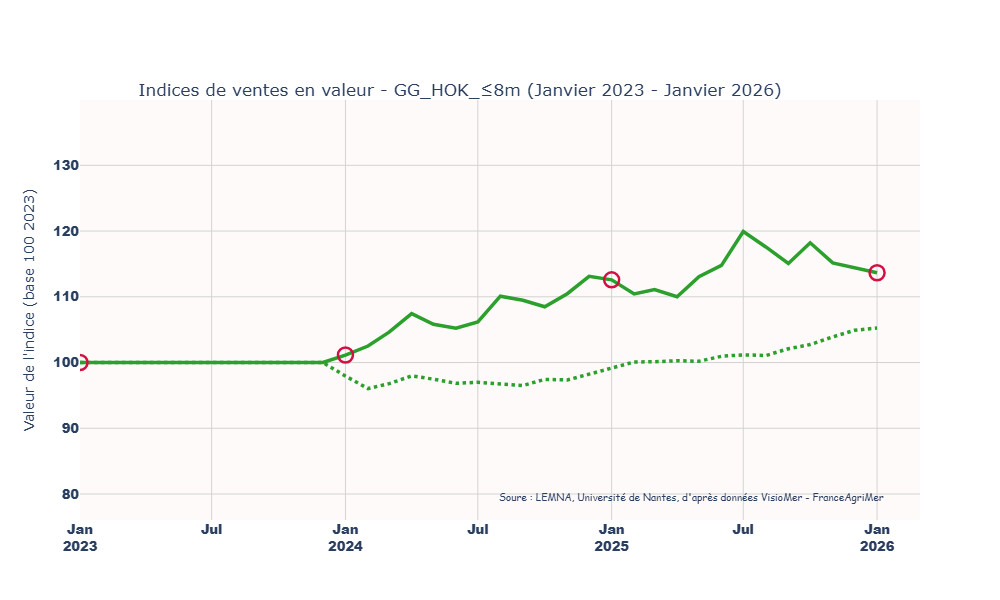 Indices de ventes en valeur - GG_HOK_≤8m (Janvier 2023 - Janvier 2026)
Valeur de l'indice (base 100 2023)
130
120
110
100
90
80
Soure : LEMNA, Université de Nantes, d'après données VisioMer - FranceAgriMer
Jan
2023
Jul
Jan
2024
Jul
Jan
2025
Jul
Jan
2026